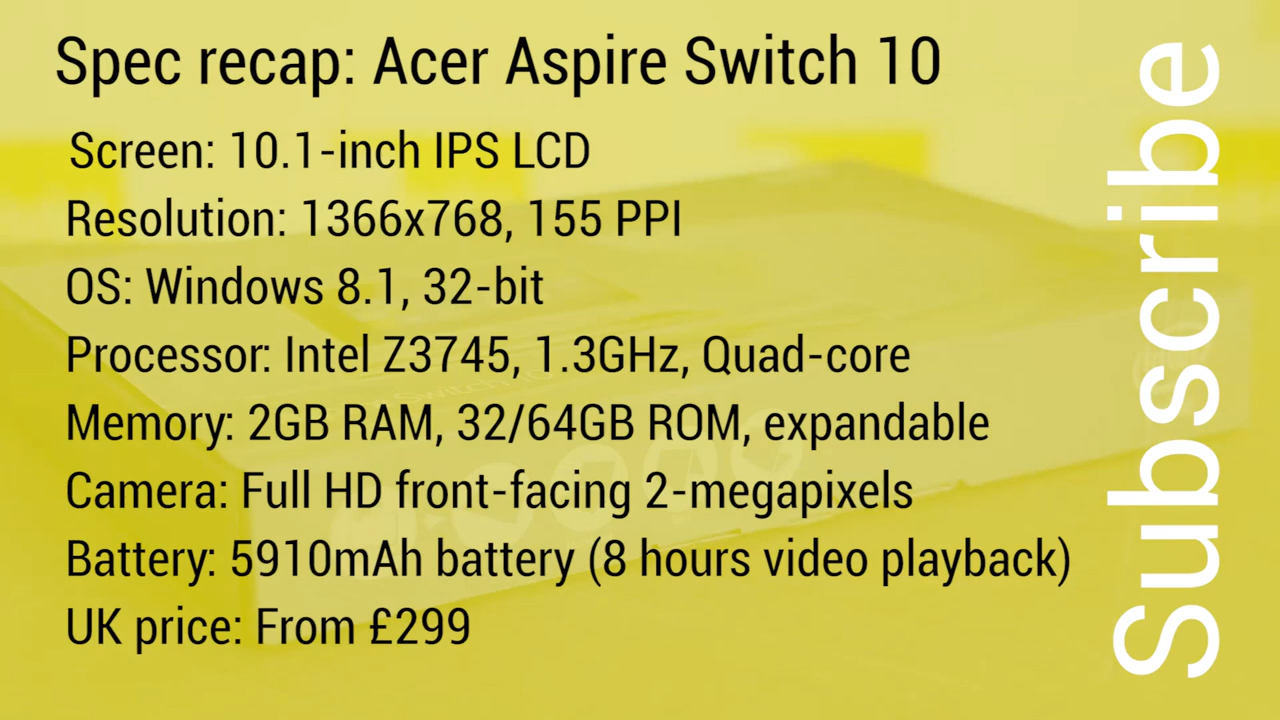 Spec recap: Acer Aspire Switch 10
Screen: 10.1-inch IPS LCD
Resolution: 1366x768, 155 PPI
OS: Windows 8.1, 32-bit
Processor: Intel Z3745, 1.3GHz, Quad-core
Memory: 2GB RAM, 32/64GB ROM, expandable
Camera: Full HD front-facing 2-megapixels
Battery: 5910mAh battery (8 hours video playback)
UK price: From £299
Subscribe